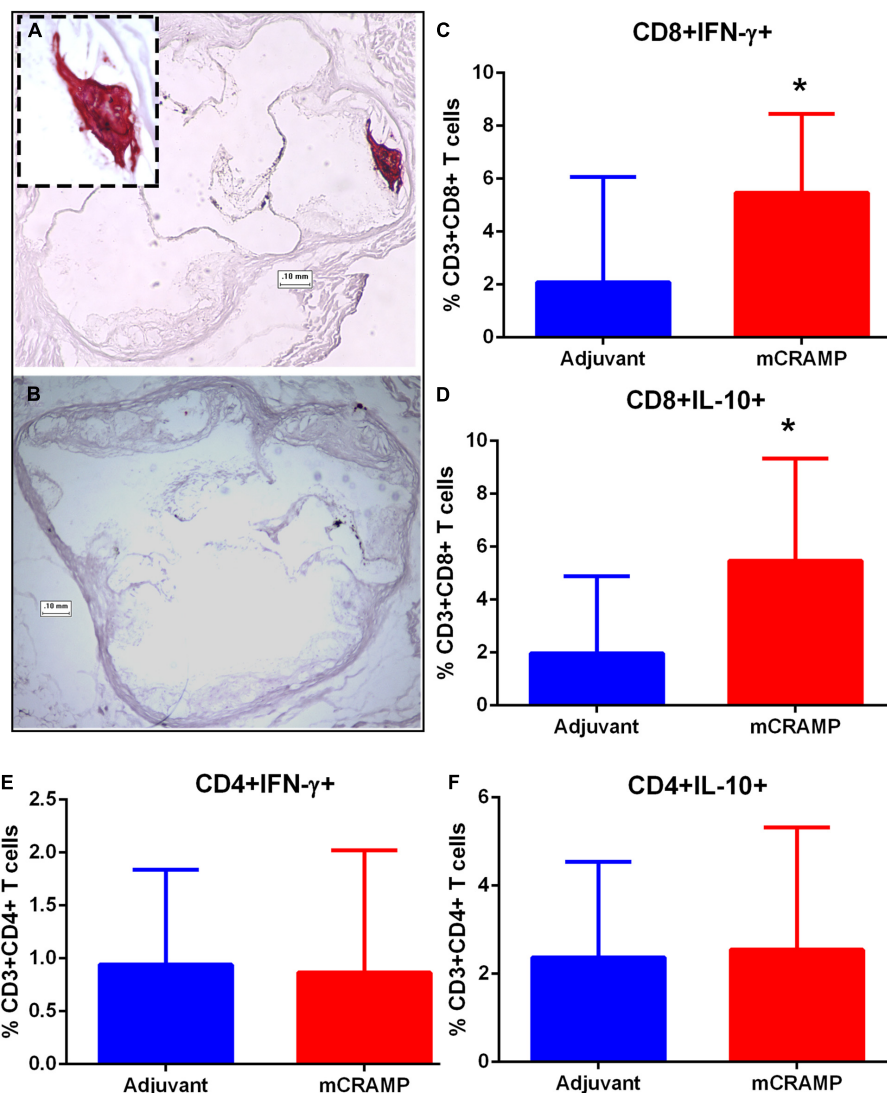 A
.10 mm
B
.10 mm
C
CD8+IFN-γ+
% CD3+CD8+ T cells
10
8
6
4
2
0
*
Adjuvant
mCRAMP
D
CD8+IL-10+
% CD3+CD8+ T cells
10
8
6
4
2
0
*
Adjuvant
mCRAMP
E
CD4+IFN-γ+
% CD3+CD4+ T cells
2.5
2.0
1.5
1.0
0.5
0.0
Adjuvant
mCRAMP
F
CD4+IL-10+
% CD3+CD4+ T cells
6
4
2
0
Adjuvant
mCRAMP